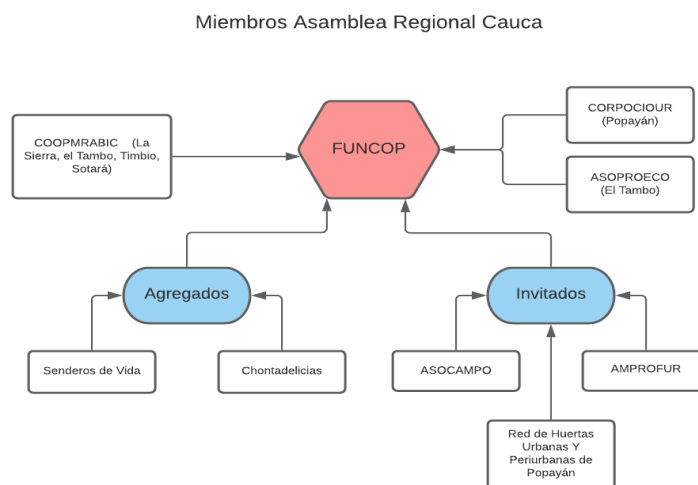 Miembros Asamblea Regional Cauca
COOPMRABIC (La
Sierra, el Tambo, Timbio,
Sotará)
FUNCOP
CORPOCIOUR
(Popayán)
ASOPROECO
(El Tambo)
Agregados
Invitados
Senderos de Vida
Chontadelicias
ASOCAMPO
AMPROFUR
Red de Huertas
Urbanas Y
Periurbanas de
Popayán